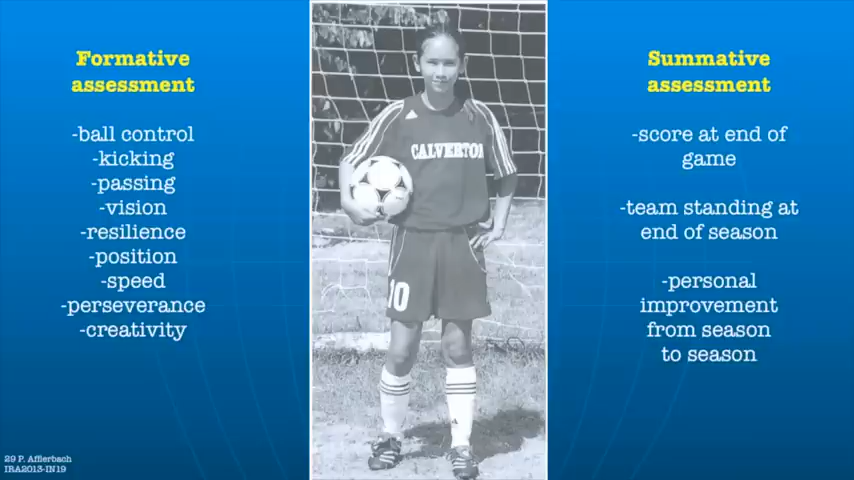 Formative
assessment
-ball control
-kicking
-passing
-vision
-resilience
-position
-speed
-perseverance
-creativity
CALVERTON
10
Summative
assessment
-score at end of
game
-team standing at
end of season
-personal
improvement
from season
to season
29 P. Afflerbach
IRA2013-IN19